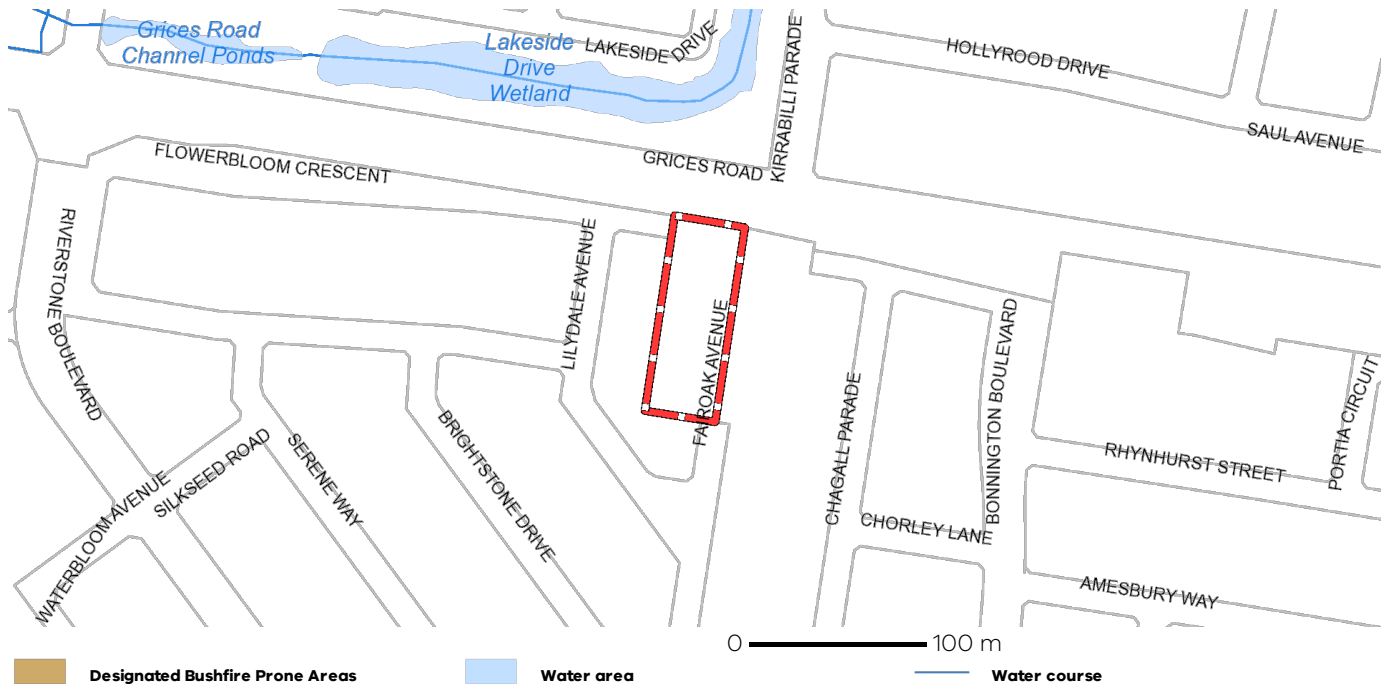 Grices Road
Channel Ponds
Lakeside
Drive
Wetland
LAKESIDE DRIVE
KIRRABILLI PARADE
HOLLYROOD DRIVE
SAUL AVENUE
FLOWERBLOOM CRESCENT
GRICES ROAD
RIVERSTONE BOULEVARD
LILYDALE AVENUE
FAIROAK AVENUE
BONNINGTON BOULEVARD
CHAGALL PARADE
PORTIA CIRCUIT
RHYNHURST STREET
WATERBLOOM AVENUE
SILKSEED ROAD
SERENE WAY
BRIGHTSTONE DRIVE
CHORLEY LANE
AMESBURY WAY
0 100 m
Designated Bushfire Prone Areas
Water area
Water course